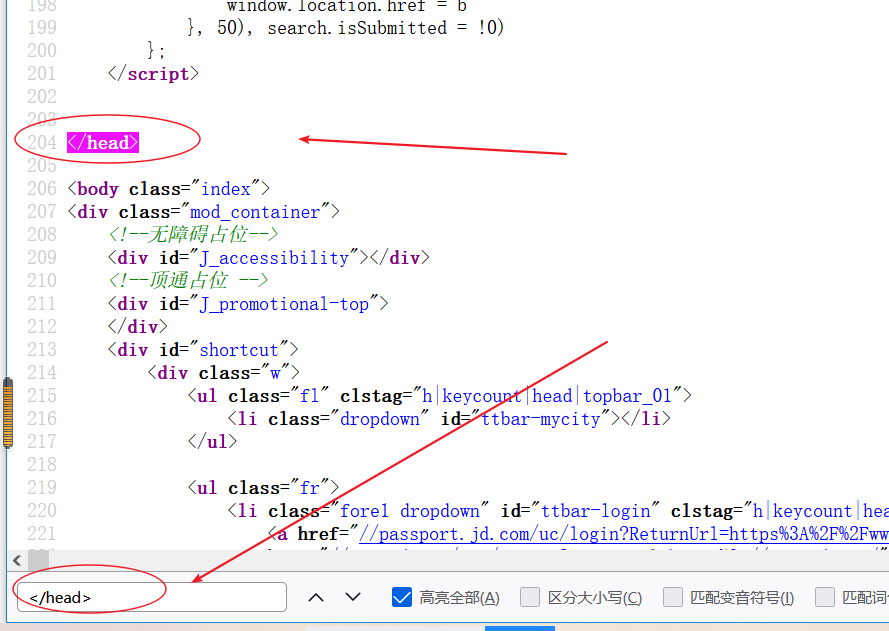 198 window.location.href = b
199 }, 50), search.isSubmitted = !0)
200 };
201 </script>
202
203
204 </head>
205
206 <body class="index">
207 <div class="mod_container">
208 <!--无障碍占位-->
209 <div id="J_accessibility"></div>
210 <!--顶通占位 -->
211 <div id="J_promotional-top">
212 </div>
213 <div id="shortcut">
214 <div class="w">
215 <ul class="fl" clstag="h|keycount|head|topbar_01">
216 <li class="dropdown" id="ttbar-mycity"></li>
217 </ul>
218
219 <ul class="fr">
220 <li class="fore1 dropdown" id="ttbar-login" clstag="h|keycount|hea
221 <a href="//passport.jd.com/uc/login?ReturnUrl=https%3A%2F%2Fww
</head> 高亮全部(A) 区分大小写(C) 匹配变音符号(I) 匹配词